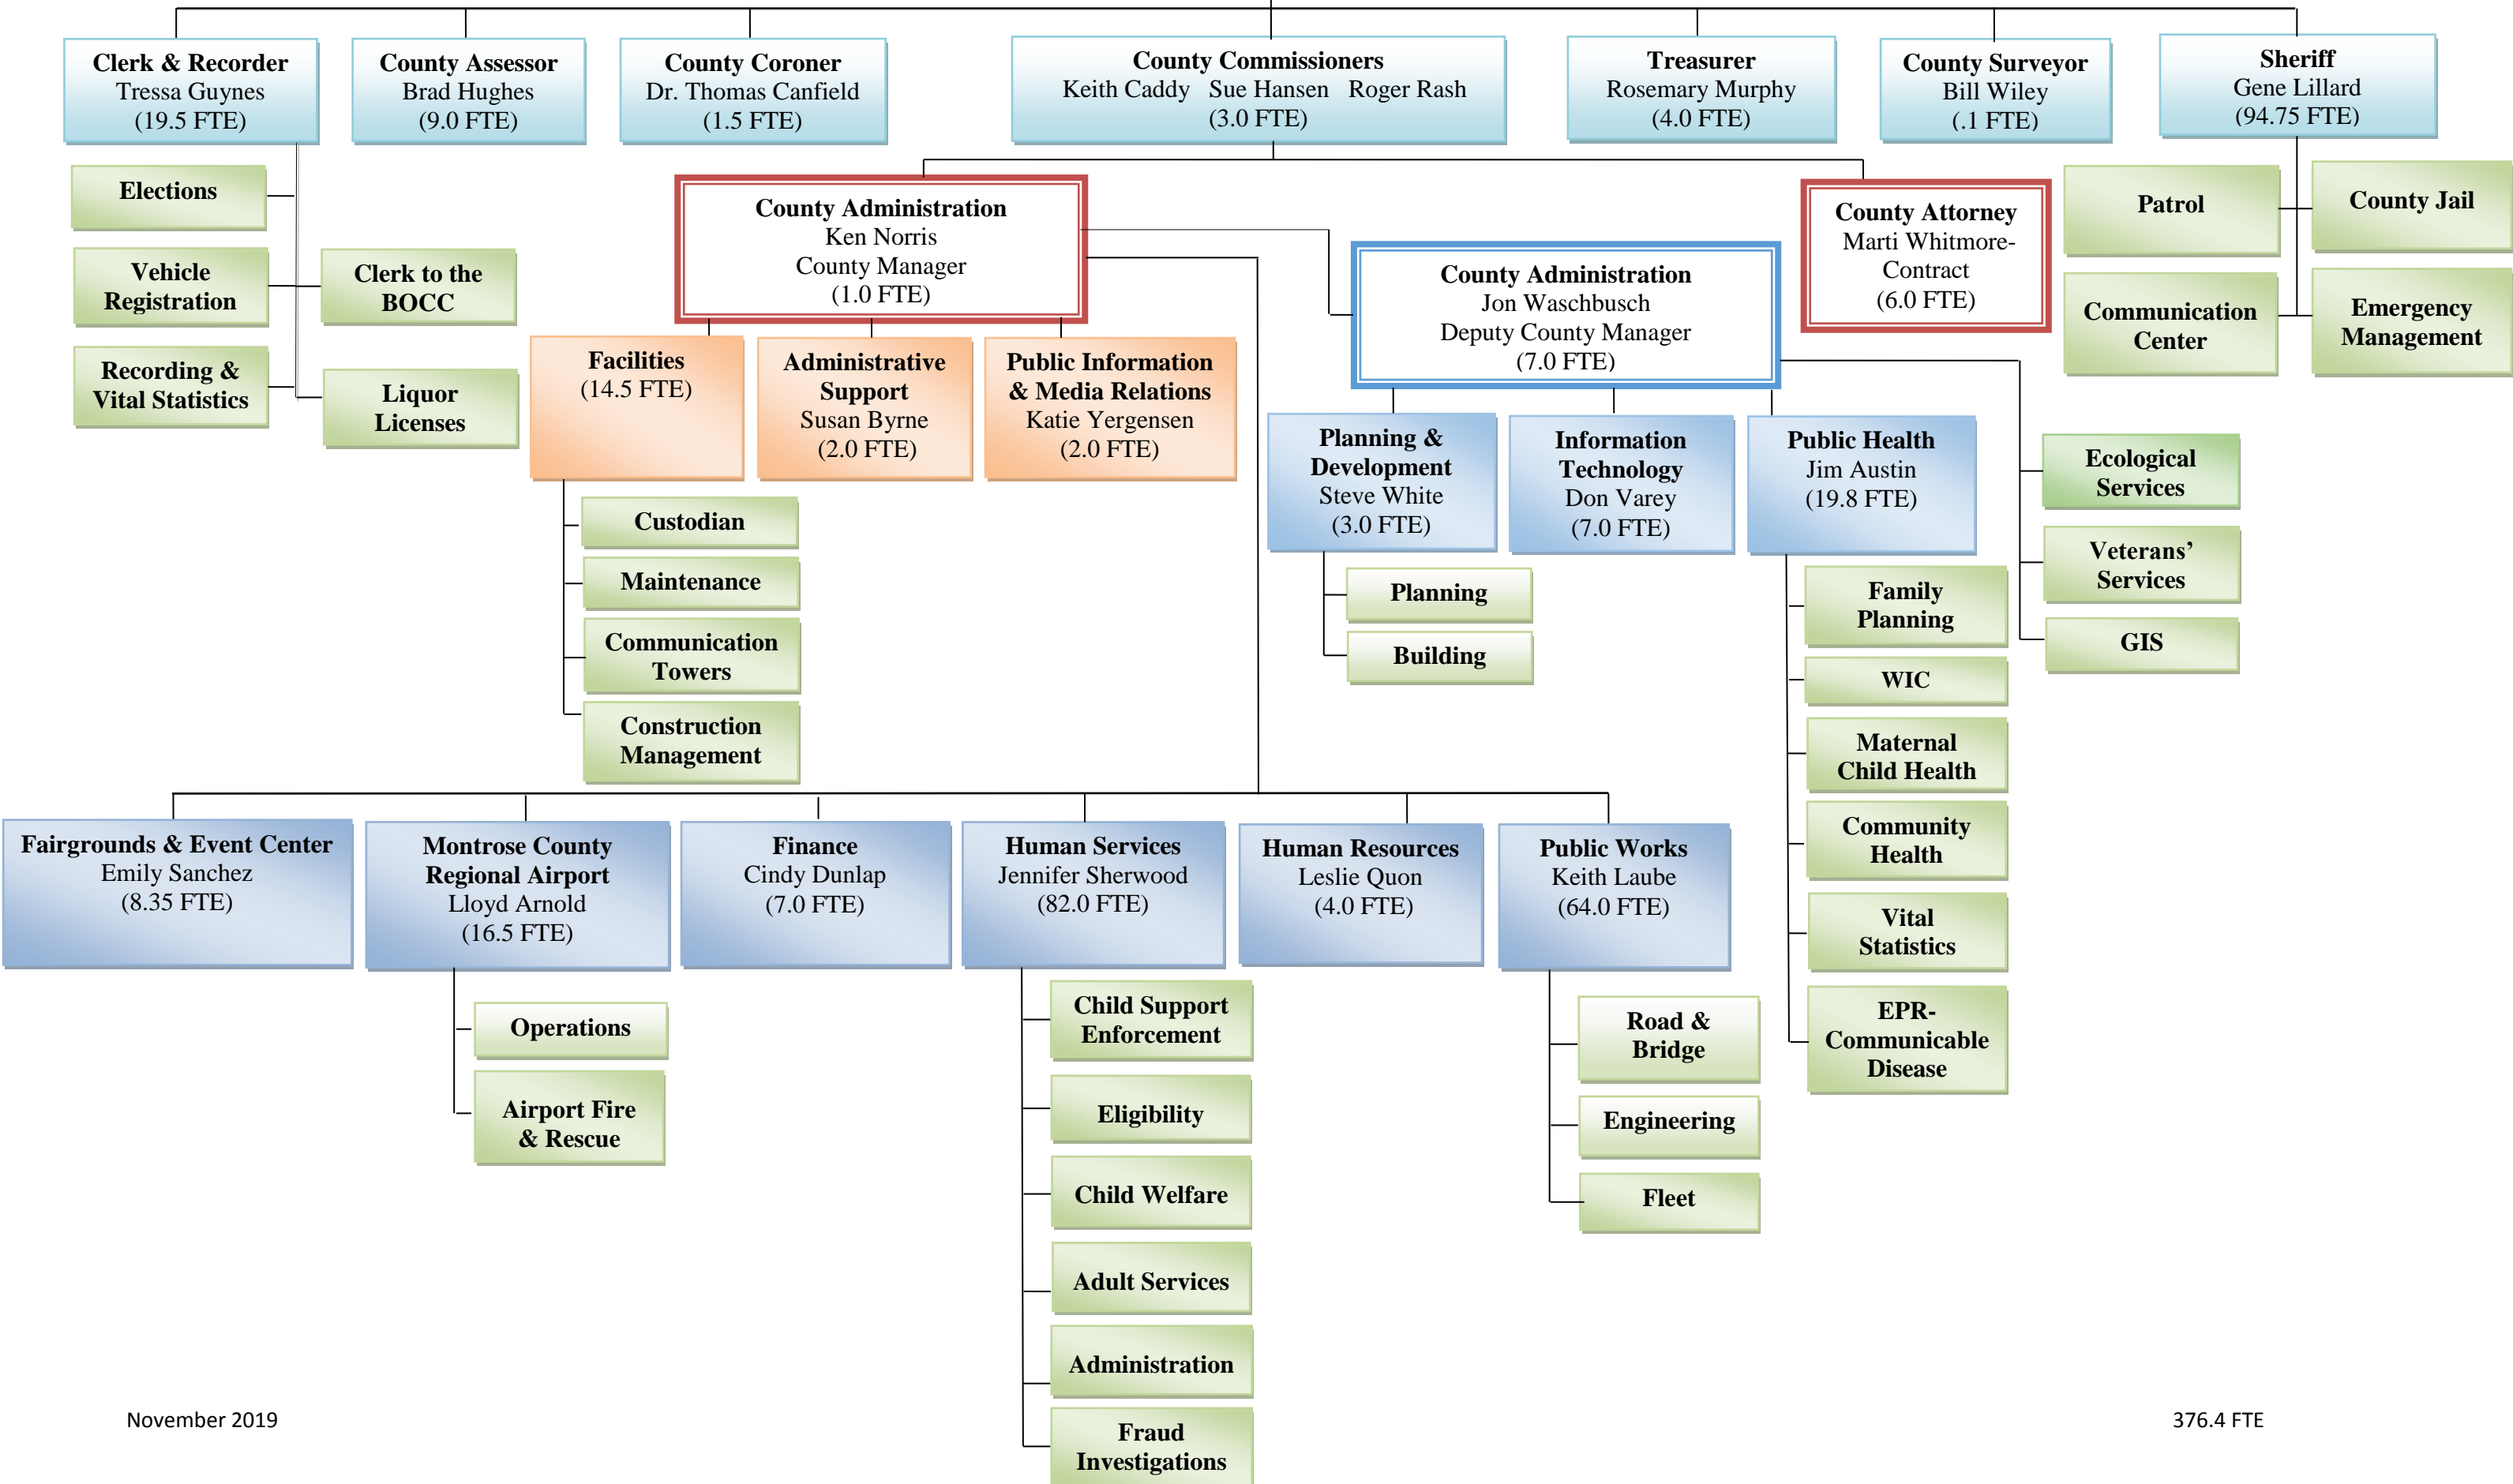 Clerk & Recorder
Tressa Guynes
(19.5 FTE)
County Assessor
Brad Hughes
(9.0 FTE)
County Coroner
Dr. Thomas Canfield
(1.5 FTE)
County Commissioners
Keith Caddy Sue Hansen Roger Rash
(3.0 FTE)
Treasurer
Rosemary Murphy
(4.0 FTE)
County Surveyor
Bill Wiley
(.1 FTE)
Sheriff
Gene Lillard
(94.75 FTE)
Elections
Vehicle
Registration
Recording &
Vital Statistics
Clerk to the
BOCC
Liquor
Licenses
County Administration
Ken Norris
County Manager
(1.0 FTE)
County Administration
Jon Waschbusch
Deputy County Manager
(7.0 FTE)
County Attorney
Marti Whitmore-
Contract
(6.0 FTE)
Patrol
County Jail
Communication
Center
Emergency
Management
Facilities
(14.5 FTE)
Administrative
Support
Susan Byrne
(2.0 FTE)
Public Information
& Media Relations
Katie Yergensen
(2.0 FTE)
Custodian
Maintenance
Communication
Towers
Construction
Management
Planning &
Development
Steve White
(3.0 FTE)
Information
Technology
Don Varey
(7.0 FTE)
Public Health
Jim Austin
(19.8 FTE)
Ecological
Services
Veterans’
Services
GIS
Planning
Building
Family
Planning
WIC
Maternal
Child Health
Community
Health
Vital
Statistics
EPR-
Communicable
Disease
Fairgrounds & Event Center
Emily Sanchez
(8.35 FTE)
Montrose County
Regional Airport
Lloyd Arnold
(16.5 FTE)
Finance
Cindy Dunlap
(7.0 FTE)
Human Services
Jennifer Sherwood
(82.0 FTE)
Human Resources
Leslie Quon
(4.0 FTE)
Public Works
Keith Laube
(64.0 FTE)
Operations
Airport Fire
& Rescue
Child Support
Enforcement
Eligibility
Child Welfare
Adult Services
Administration
Fraud
Investigations
Road &
Bridge
Engineering
Fleet
November 2019
376.4 FTE